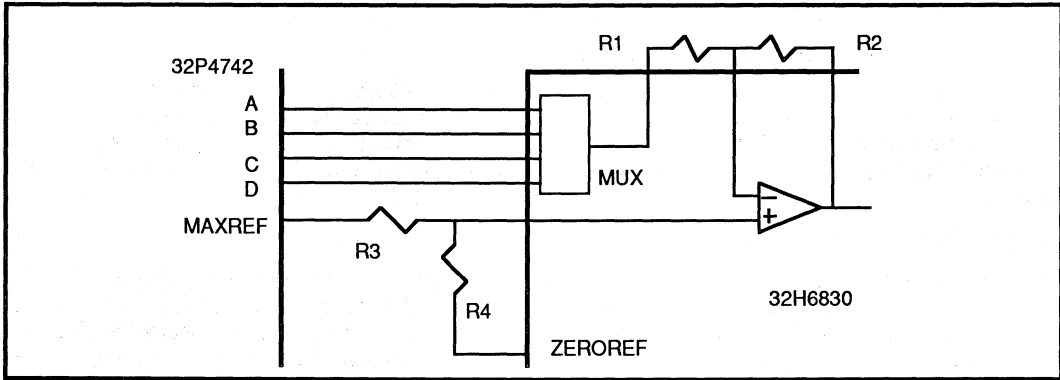 R1
R2
32P4742
A
B
C
D
MUX
MAXREF
−
+
R3
R4
32H6830
ZEROREF